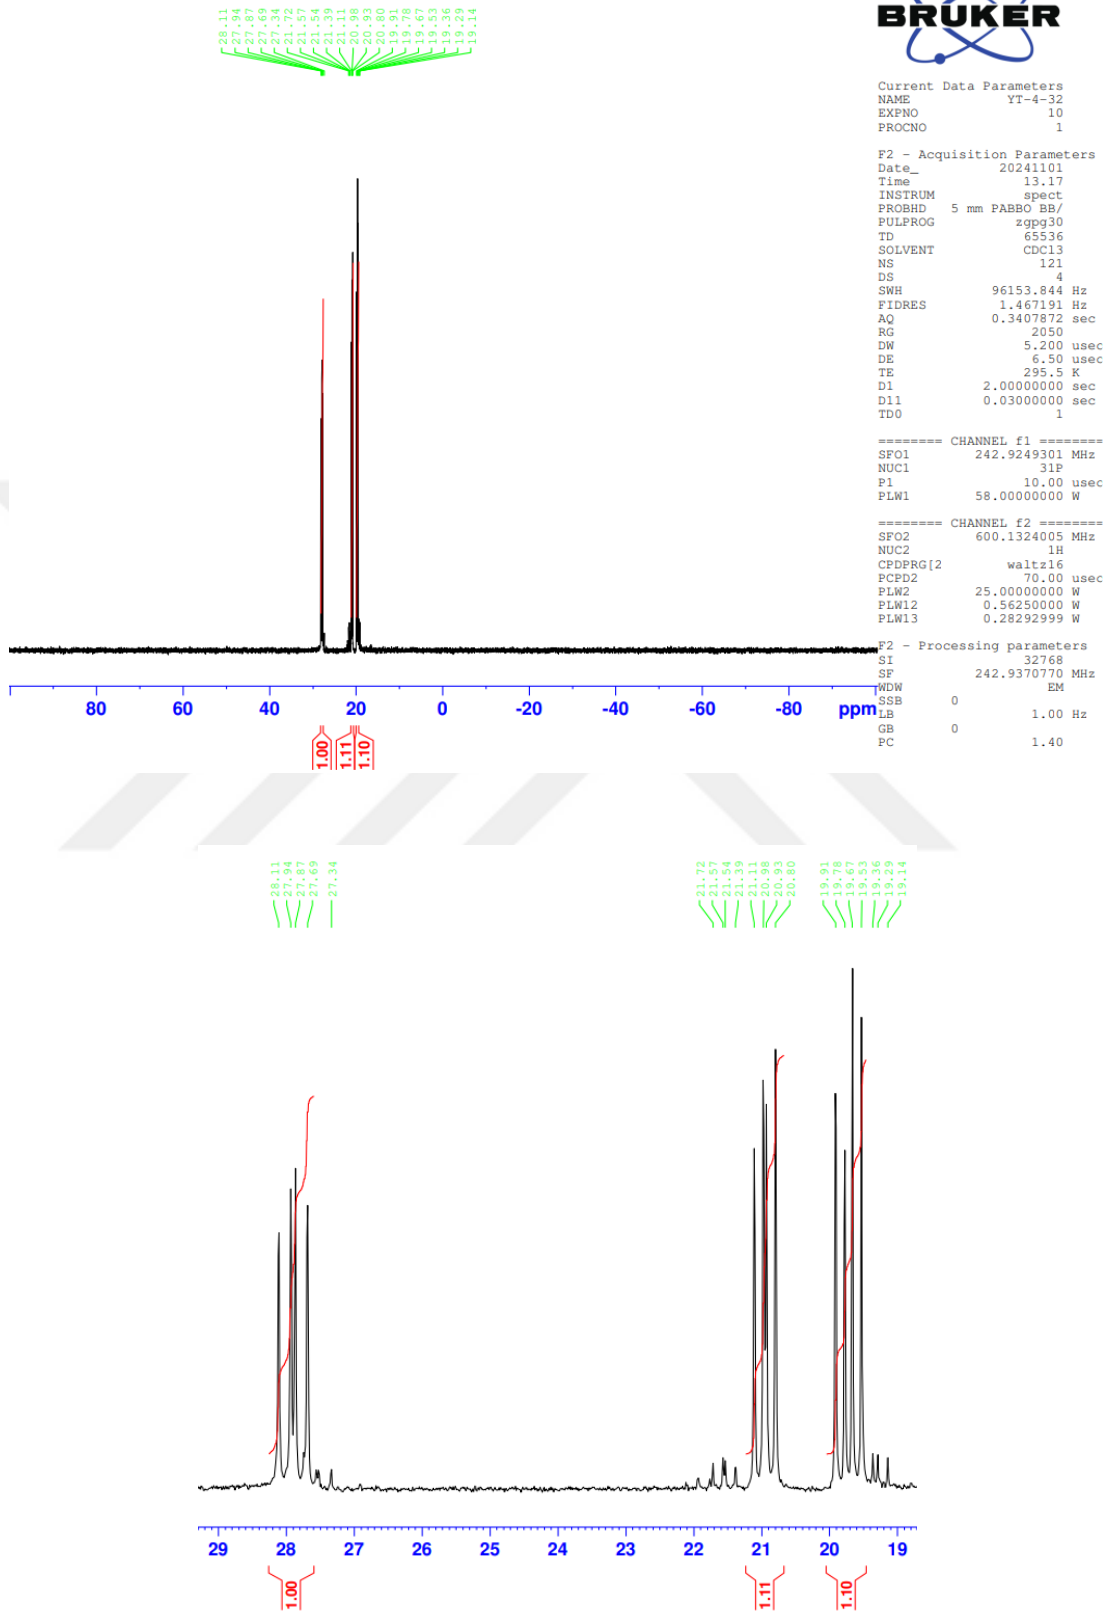 28.11
27.94
27.87
27.69
27.34
21.72
21.57
21.54
21.39
21.11
20.98
20.93
20.80
19.91
19.78
19.67
19.53
19.36
19.29
19.14
BRUKER
Current Data Parameters
NAME YT-4-32
EXPNO 10
PROCNO 1
F2 - Acquisition Parameters
Date_ 20241101
Time 13.17
INSTRUM spect
PROBHD 5 mm PABBO BB/
PULPROG zgpg30
TD 65536
SOLVENT CDCl3
NS 121
DS 4
SWH 96153.844 Hz
FIDRES 1.467191 Hz
AQ 0.3407872 sec
RG 2050
DW 5.200 usec
DE 6.50 usec
TE 295.5 K
D1 2.00000000 sec
D11 0.03000000 sec
TD0 1
======== CHANNEL f1 ========
SFO1 242.9249301 MHz
NUC1 31P
P1 10.00 usec
PLW1 58.00000000 W
======== CHANNEL f2 ========
SFO2 600.1324005 MHz
NUC2 1H
CPDPRG[2 waltz16
PCPD2 70.00 usec
PLW2 25.00000000 W
PLW12 0.56250000 W
PLW13 0.28292999 W
F2 - Processing parameters
SI 32768
SF 242.9370770 MHz
WDW EM
SSB 0
LB 1.00 Hz
GB 0
PC 1.40
80 60 40 20 0 -20 -40 -60 -80 ppm
1.00
1.11
1.10
28.11
27.94
27.87
27.69
27.34
21.72
21.57
21.54
21.39
21.11
20.98
20.93
20.80
19.91
19.78
19.67
19.53
19.36
19.29
19.14
29 28 27 26 25 24 23 22 21 20 19
1.00
1.11
1.10